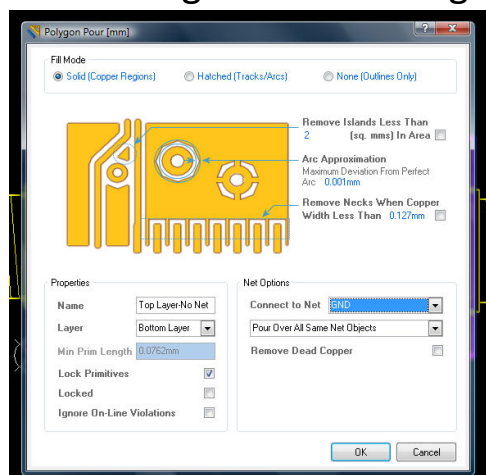 Polygon Pour [mm]
Fill Mode
Solid (Copper Regions) Hatched (Tracks/Arcs) None (Outlines Only)
Remove Islands Less Than
2 (sq. mms) In Area
Arc Approximation
Maximum Deviation From Perfect
Arc 0.001mm
Remove Necks When Copper
Width Less Than 0.127mm
Properties
Name Top Layer-No Net
Layer Bottom Layer
Min Prim Length 0.0762mm
Lock Primitives
Locked
Ignore On-Line Violations
Net Options
Connect to Net GND
Pour Over All Same Net Objects
Remove Dead Copper
OK Cancel